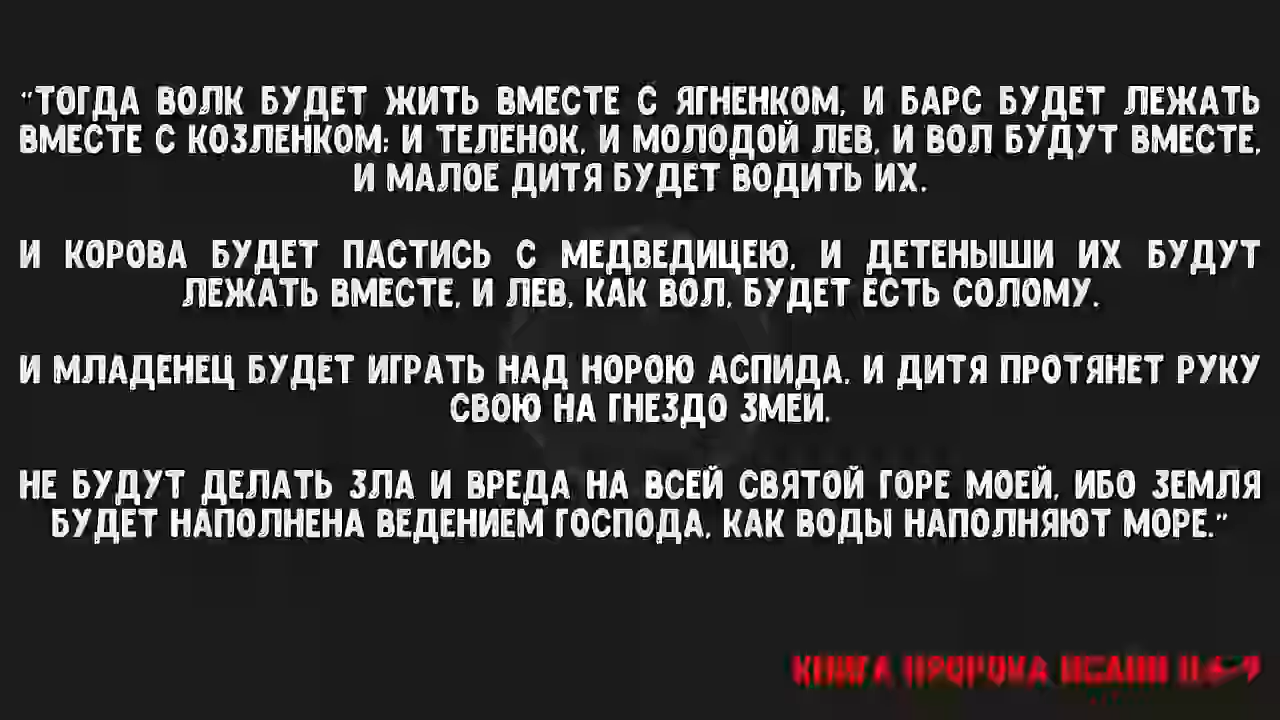 "ТОГДА ВОЛК БУДЕТ ЖИТЬ ВМЕСТЕ С ЯГНЕНКОМ, И БАРС БУДЕТ ЛЕЖАТЬ
ВМЕСТЕ С КОЗЛЕНКОМ; И ТЕЛЕНОК, И МОЛОДОЙ ЛЕВ, И ВОЛ БУДУТ ВМЕСТЕ,
И МАЛОЕ ДИТЯ БУДЕТ ВОДИТЬ ИХ.
И КОРОВА БУДЕТ ПАСТИСЬ С МЕДВЕДИЦЕЮ, И ДЕТЕНЫШИ ИХ БУДУТ
ЛЕЖАТЬ ВМЕСТЕ, И ЛЕВ, КАК ВОЛ, БУДЕТ ЕСТЬ СОЛОМУ.
И МЛАДЕНЕЦ БУДЕТ ИГРАТЬ НАД НОРОЮ АСПИДА, И ДИТЯ ПРОТЯНЕТ РУКУ
СВОЮ НА ГНЕЗДО ЗМЕИ.
НЕ БУДУТ ДЕЛАТЬ ЗЛА И ВРЕДА НА ВСЕЙ СВЯТОЙ ГОРЕ МОЕЙ, ИБО ЗЕМЛЯ
БУДЕТ НАПОЛНЕНА ВЕДЕНИЕМ ГОСПОДА, КАК ВОДЫ НАПОЛНЯЮТ МОРЕ."
КНИГА ПРОРОКА ИСАИИ